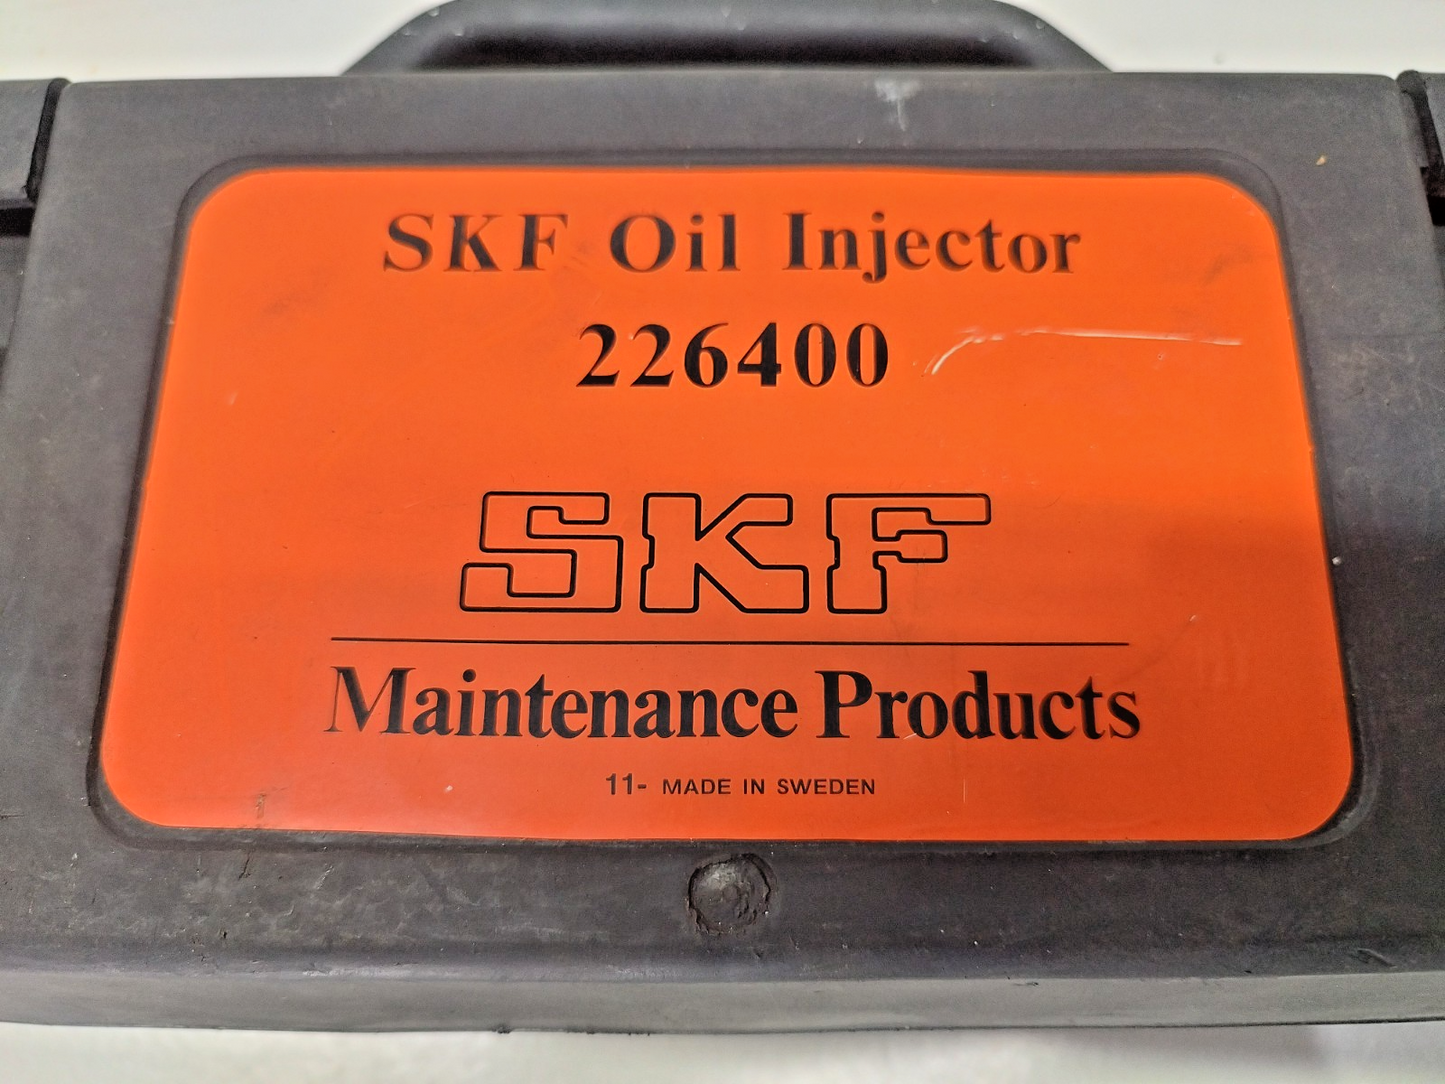 SKF Oil Injector
226400
SKF
Maintenance Products
11- MADE IN SWEDEN